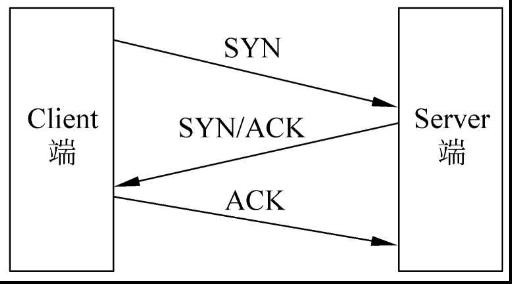 Client
端
SYN
SYN/ACK
ACK
Server
端